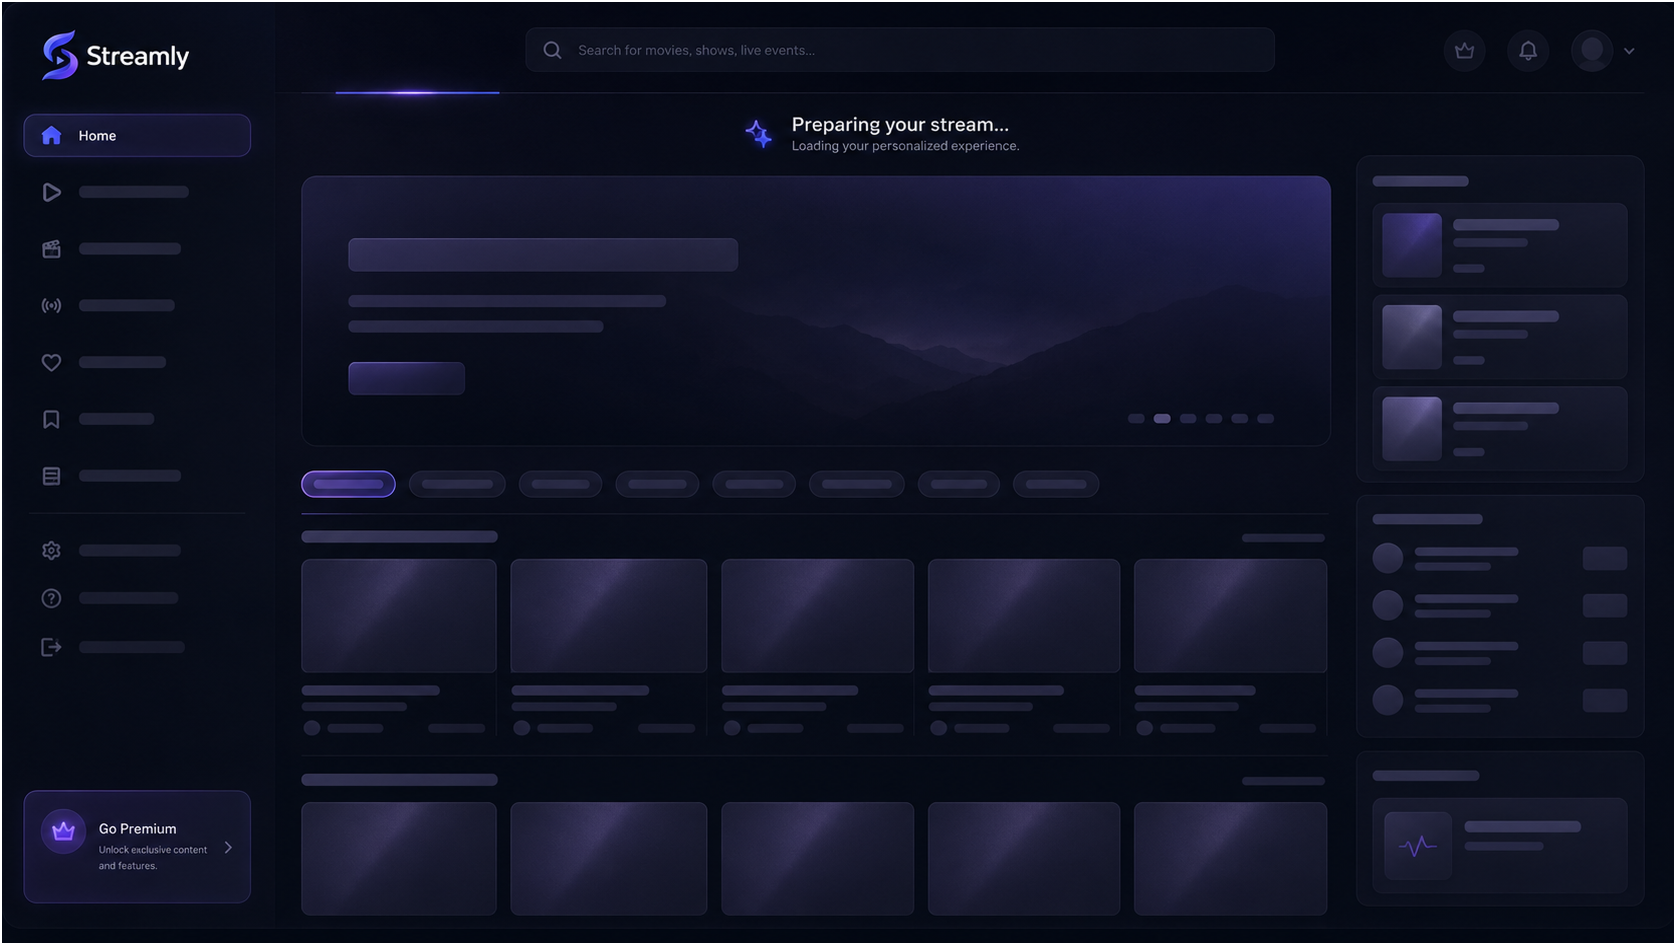 Streamly
Search for movies, shows, live events...
Home
Preparing your stream...
Loading your personalized experience.
Go Premium
Unlock exclusive content
and features.